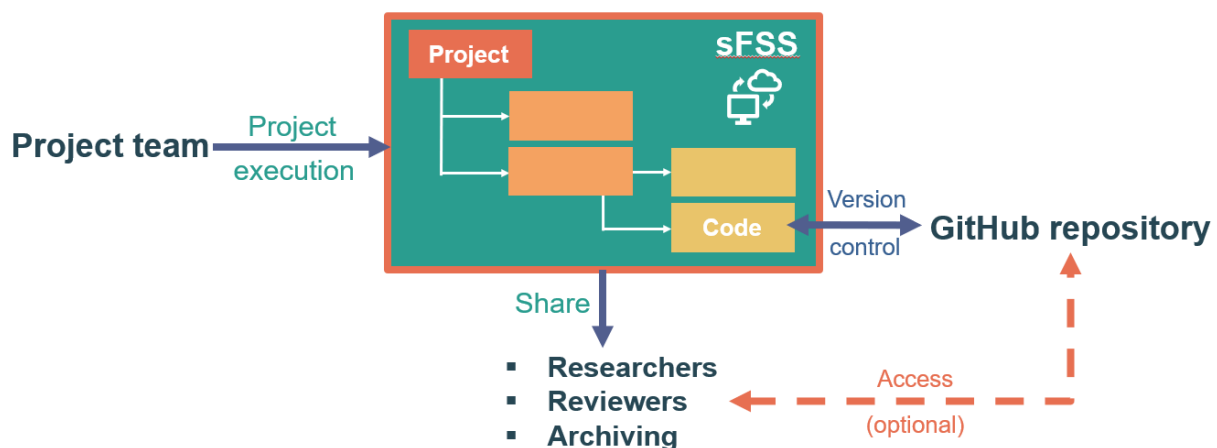 sFSS
Project
Project team
Project
execution
Version
Code
control
GitHub repository
Share
▪ Researchers
▪ Reviewers
▪ Archiving
Access
(optional)